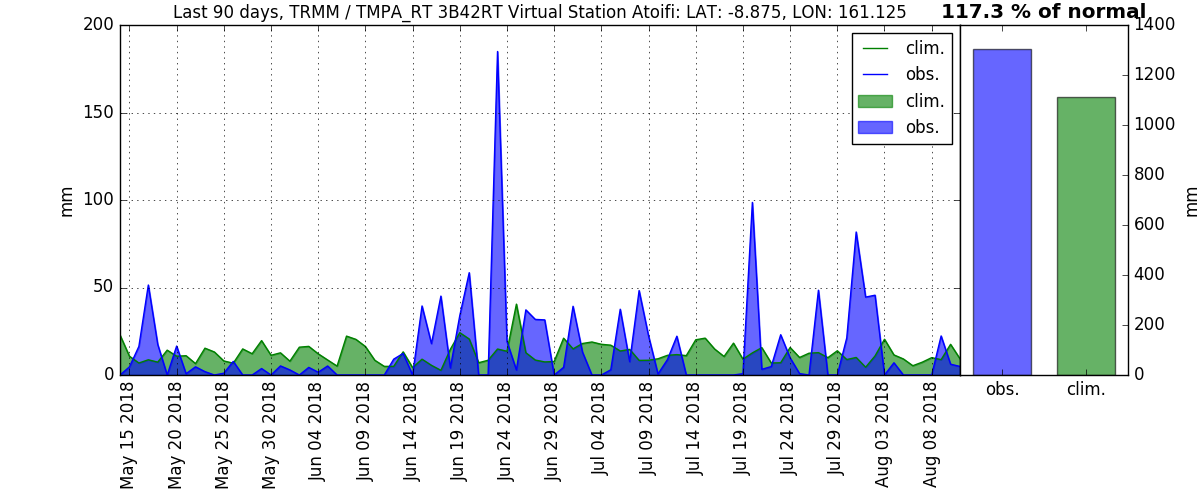 Last 90 days, TRMM / TMPA_RT 3B42RT Virtual Station Atoifi: LAT: -8.875, LON: 161.125
117.3 % of normal
200
150
100
50
0
mm
clim.
obs.
clim.
obs.
1400
1200
1000
800
600
400
200
0
mm
May 15 2018
May 20 2018
May 25 2018
May 30 2018
Jun 04 2018
Jun 09 2018
Jun 14 2018
Jun 19 2018
Jun 24 2018
Jun 29 2018
Jul 04 2018
Jul 09 2018
Jul 14 2018
Jul 19 2018
Jul 24 2018
Jul 29 2018
Aug 03 2018
Aug 08 2018
obs.
clim.